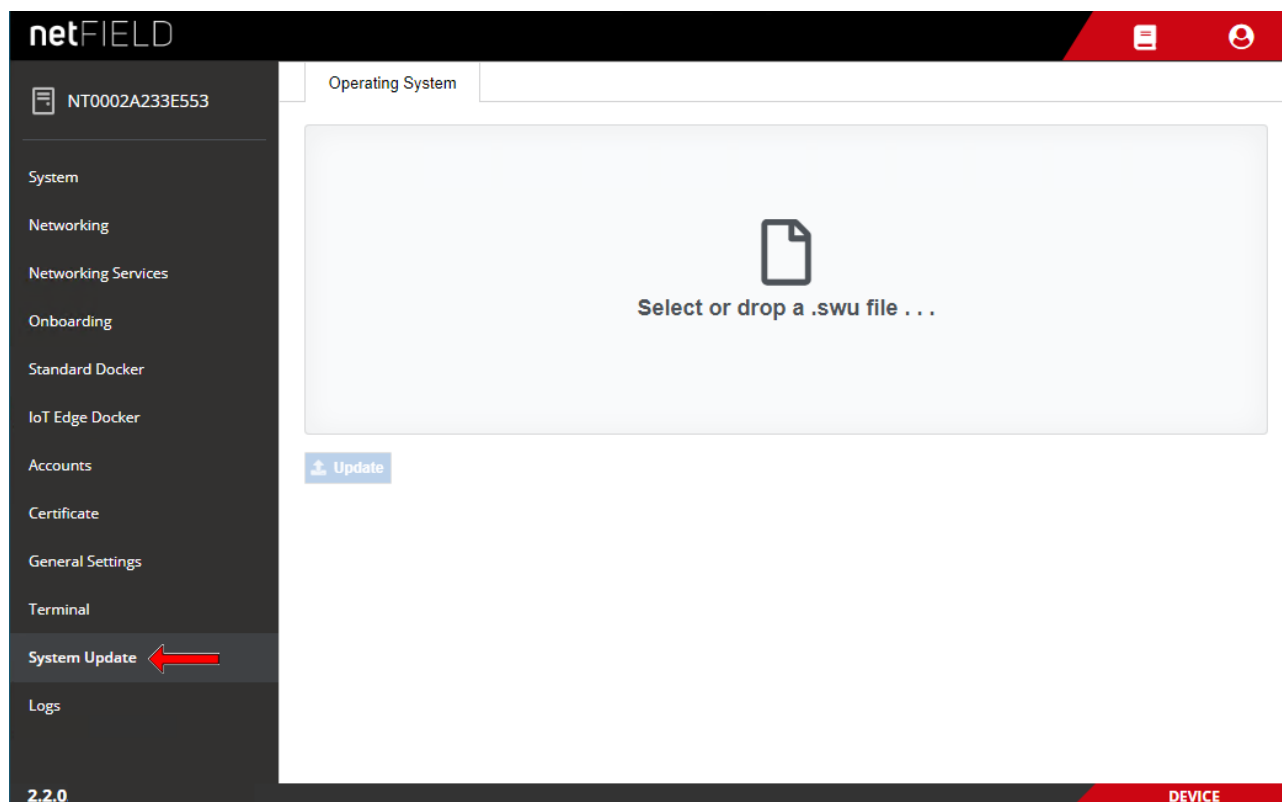 netFIELD
NT0002A233E553
Operating System
System
Networking
Networking Services
Onboarding
Standard Docker
IoT Edge Docker
Accounts
Certificate
General Settings
Terminal
System Update
Logs
Select or drop a .swu file . . .
Update
2.2.0
DEVICE